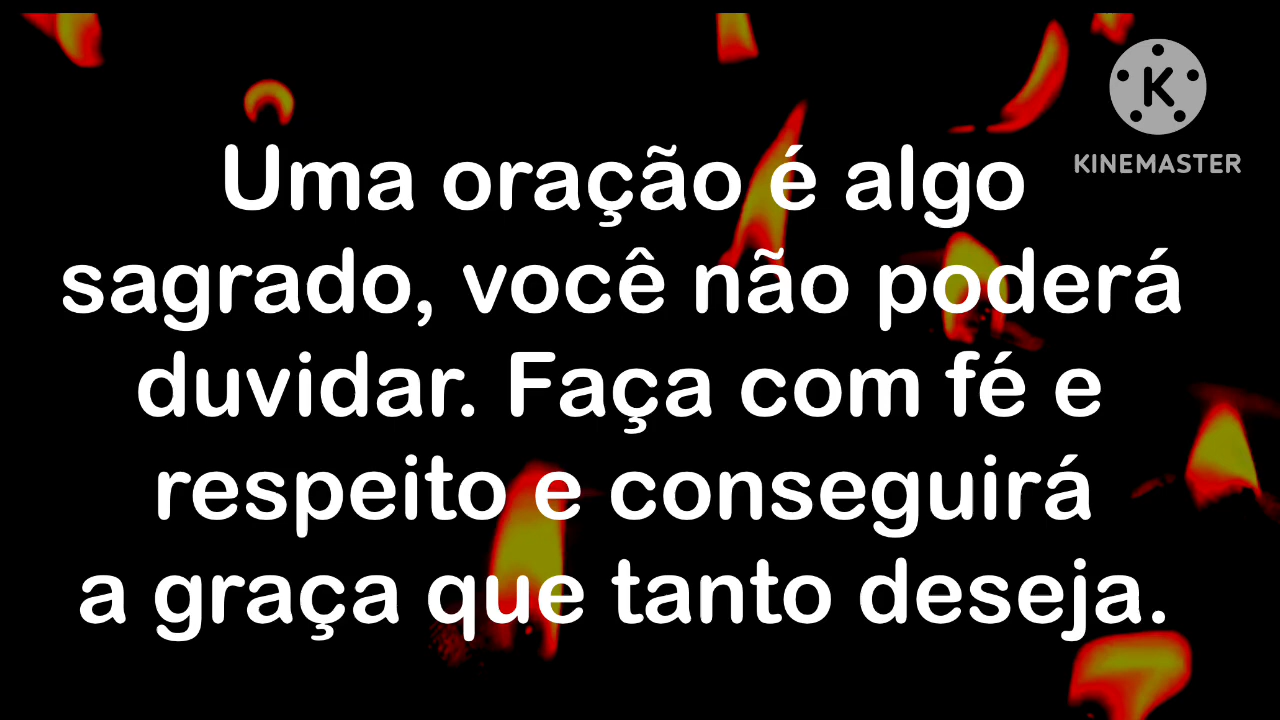 KINEMASTER
Uma oração é algo
sagrado, você não poderá
duvidar. Faça com fé e
respeito e conseguirá
a graça que tanto deseja.